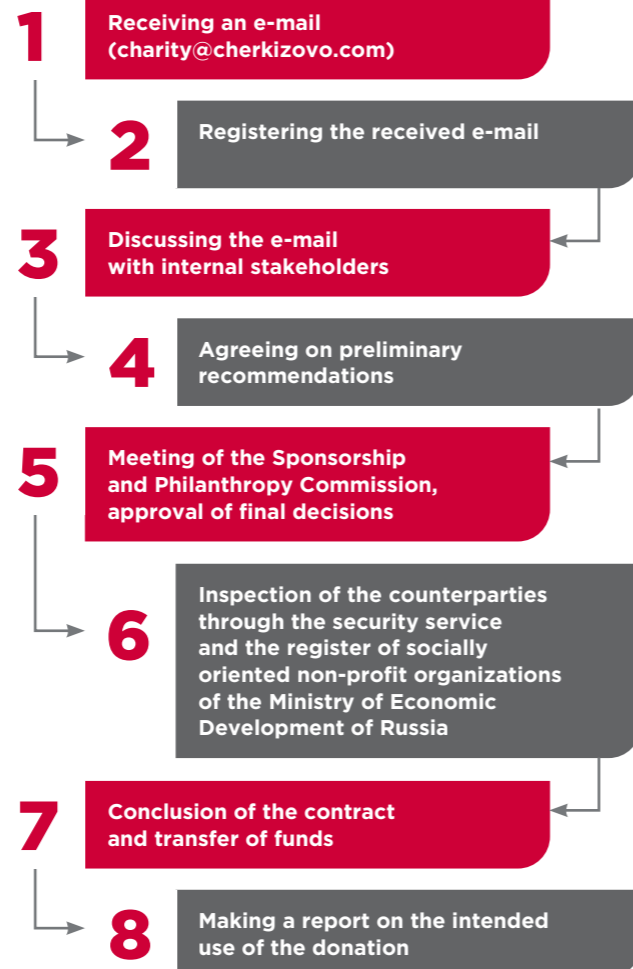 1
Receiving an e-mail
(charity@cherkizovo.com)
2
Registering the received e-mail
3
Discussing the e-mail
with internal stakeholders
4
Agreeing on preliminary
recommendations
5
Meeting of the Sponsorship
and Philanthropy Commission,
approval of final decisions
6
Inspection of the counterparties
through the security service
and the register of socially
oriented non-profit organizations
of the Ministry of Economic
Development of Russia
7
Conclusion of the contract
and transfer of funds
8
Making a report on the intended
use of the donation